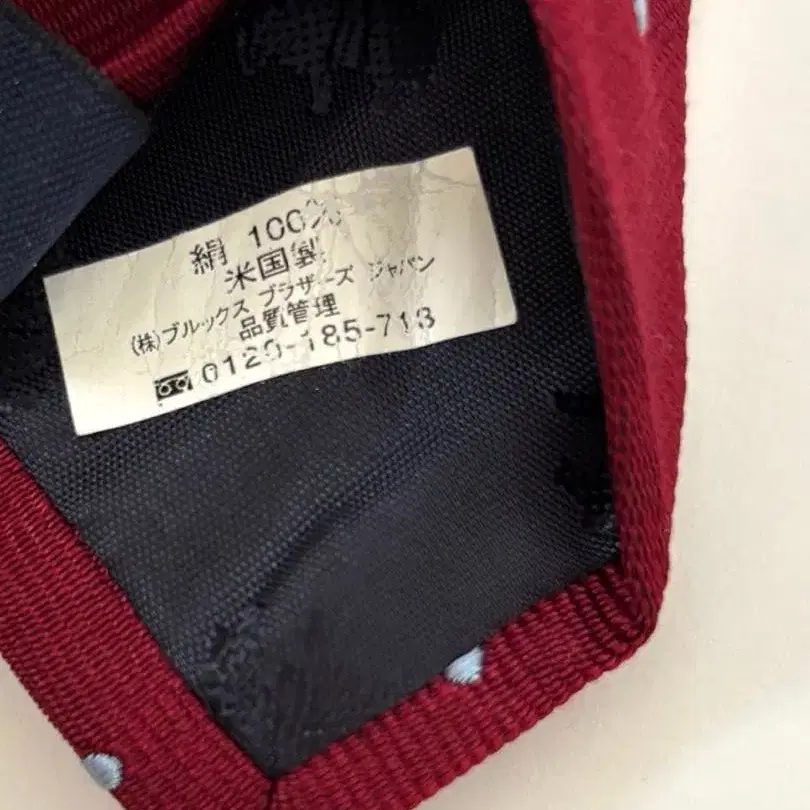 絹 100%
米国製
(株)ブルックス ブラザーズ ジャパン
品質管理
0120-185-718